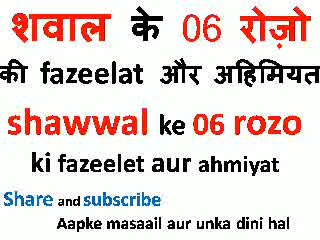 शवाल के 06 रोज़ो
की fazeelat और अहिमियत
shawwal ke 06 rozo
ki fazeelet aur ahmiyat
Share and subscribe
Aapke masaail aur unka dini hal